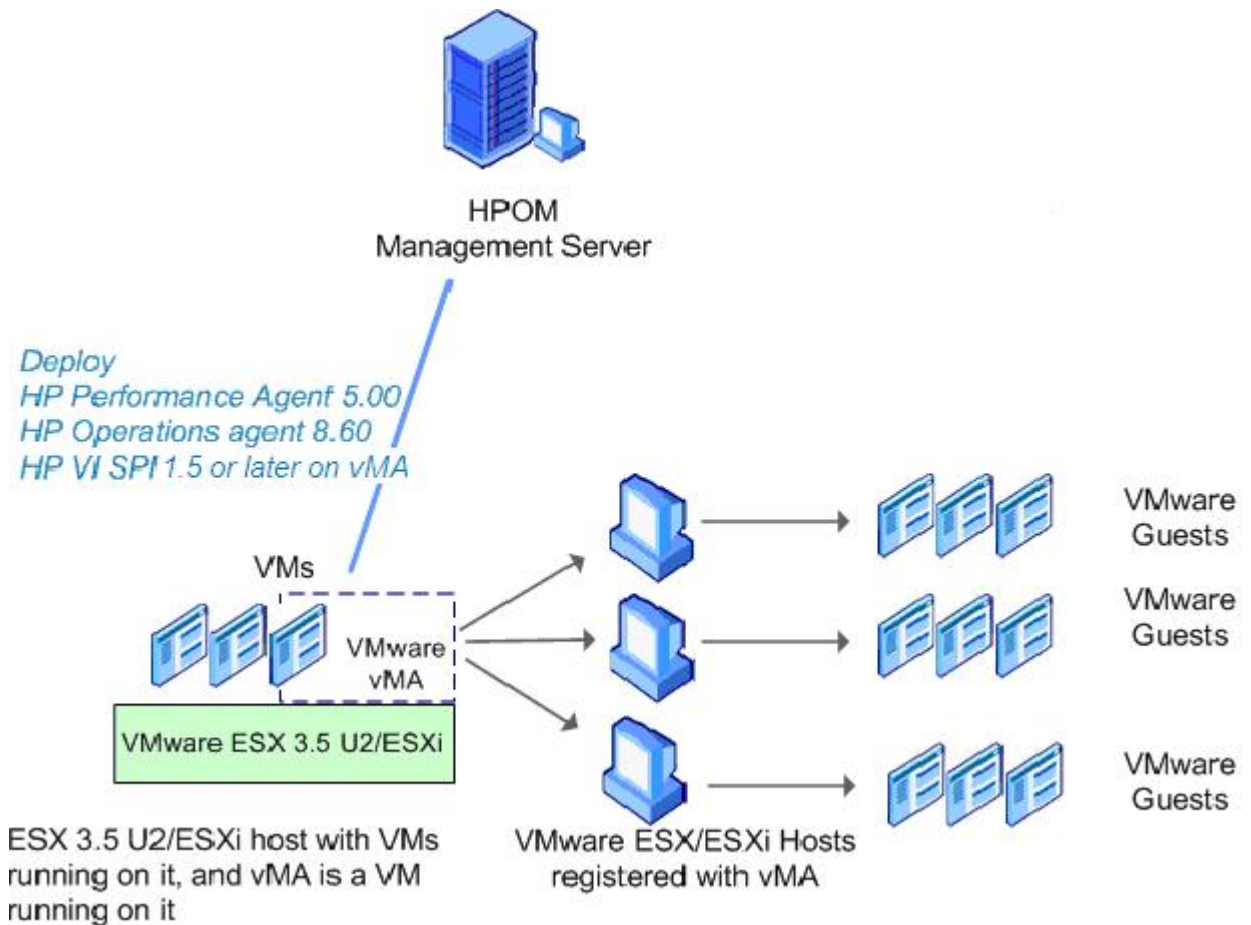 HPOM
Management Server
Deploy
HP Performance Agent 5.00
HP Operations agent 8.60
HP VI SPI 1.5 or later on vMA
VMs
VMware
vMA
VMware ESX 3.5 U2/ESXi
ESX 3.5 U2/ESXi host with VMs
running on it, and vMA is a VM
running on it
VMware ESX/ESXi Hosts
registered with vMA
VMware
Guests
VMware
Guests
VMware
Guests